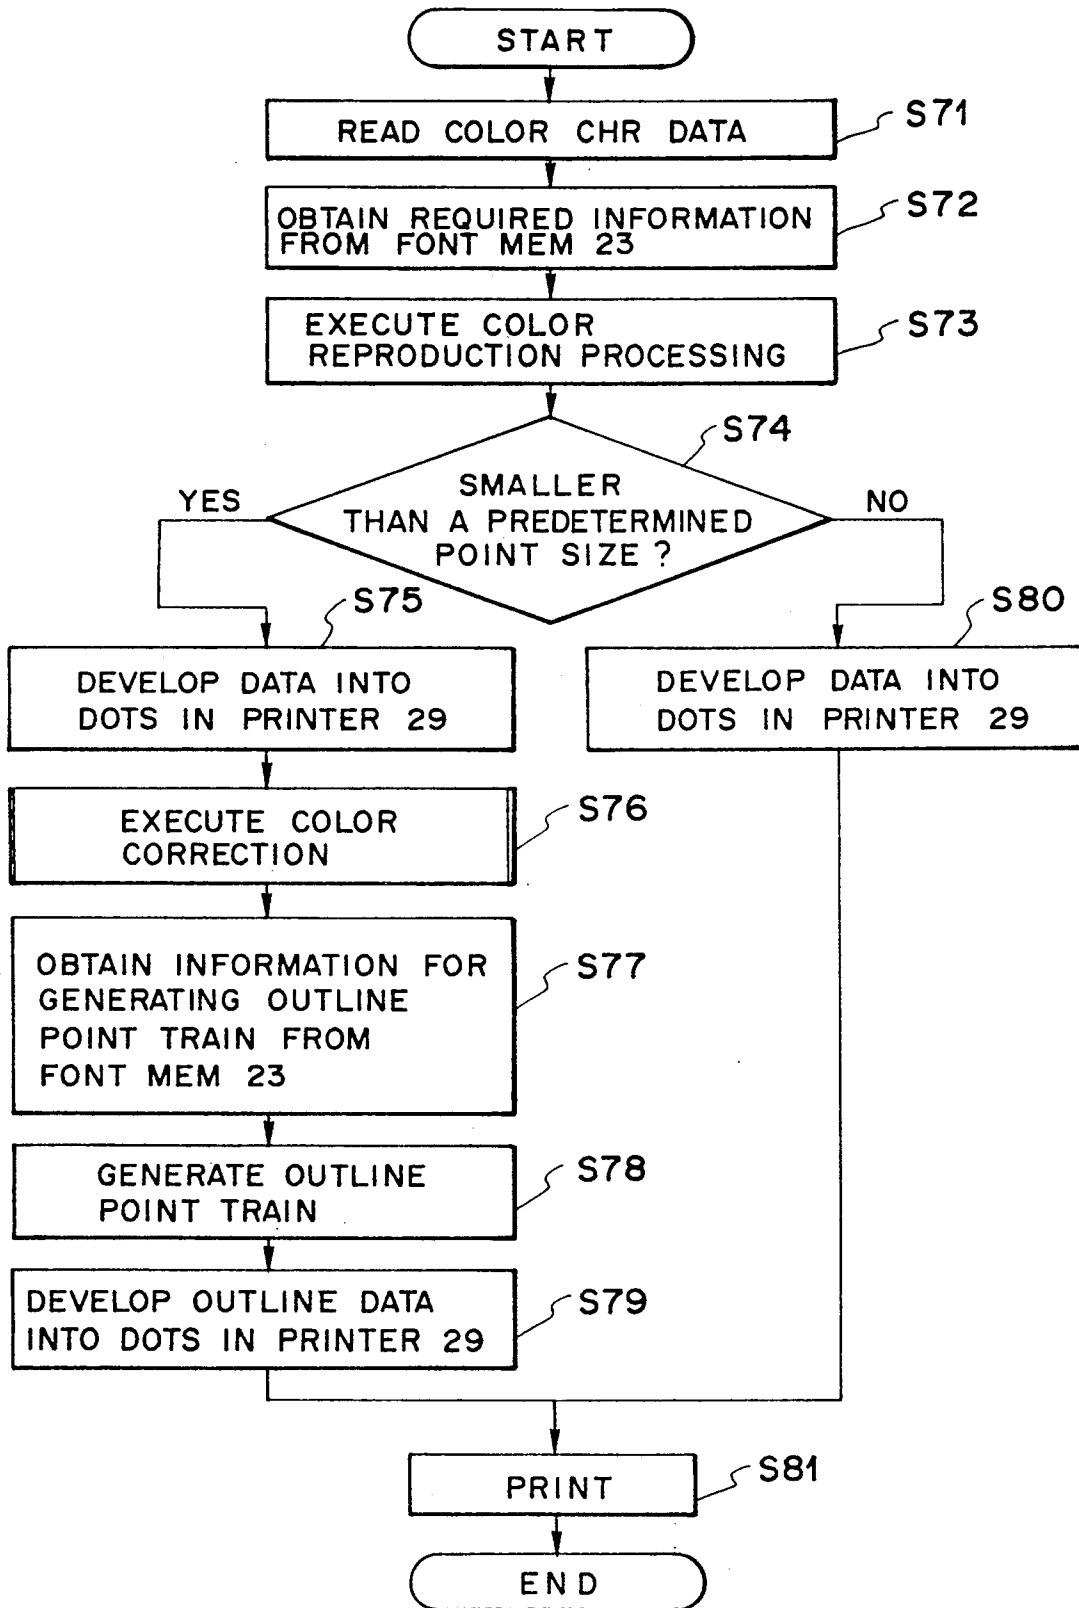 START
READ COLOR CHR DATA
S71
OBTAIN REQUIRED INFORMATION
FROM FONT MEM 23
S72
EXECUTE COLOR
REPRODUCTION PROCESSING
S73
S74
SMALLER
THAN A PREDETERMINED
POINT SIZE ?
YES
NO
S75
DEVELOP DATA INTO
DOTS IN PRINTER 29
S80
DEVELOP DATA INTO
DOTS IN PRINTER 29
EXECUTE COLOR
CORRECTION
S76
OBTAIN INFORMATION FOR
GENERATING OUTLINE
POINT TRAIN FROM
FONT MEM 23
S77
GENERATE OUTLINE
POINT TRAIN
S78
DEVELOP OUTLINE DATA
INTO DOTS IN PRINTER 29
S79
PRINT
S81
END